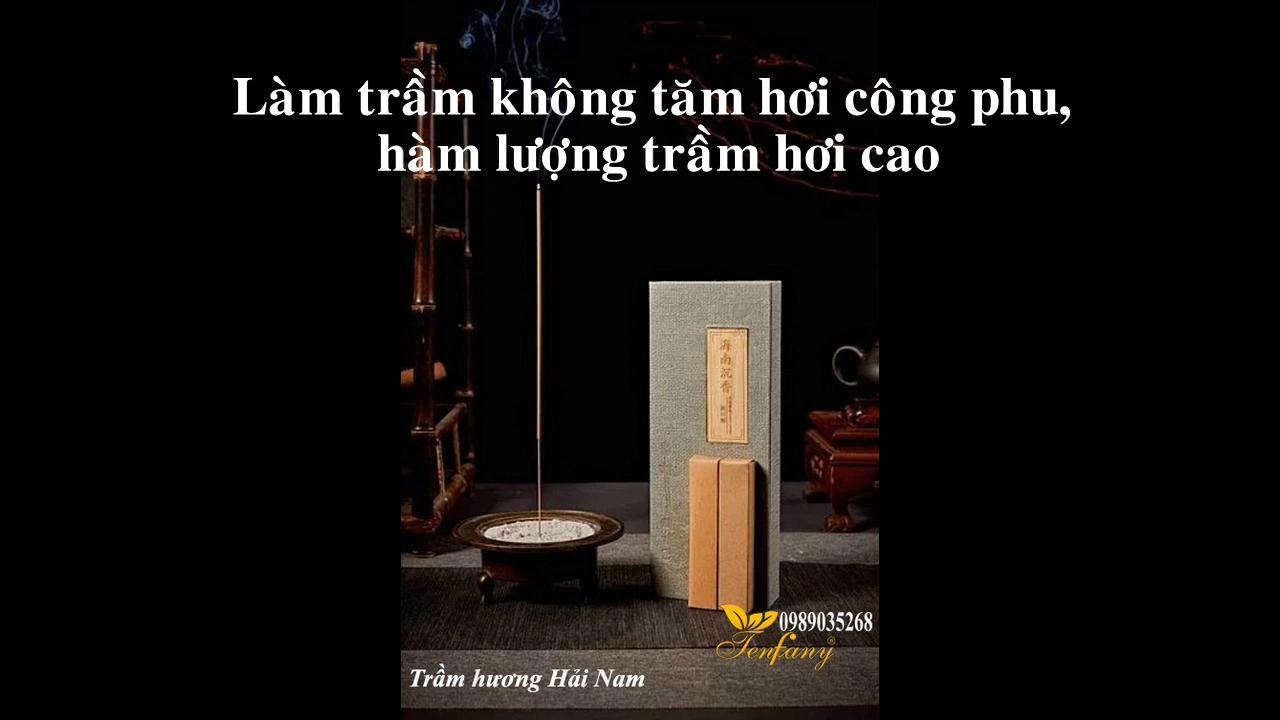 Làm trầm không tăm hơi công phu,
hàm lượng trầm hơi cao
海南沉香
0989035268
Tenfany
Trầm hương Hải Nam